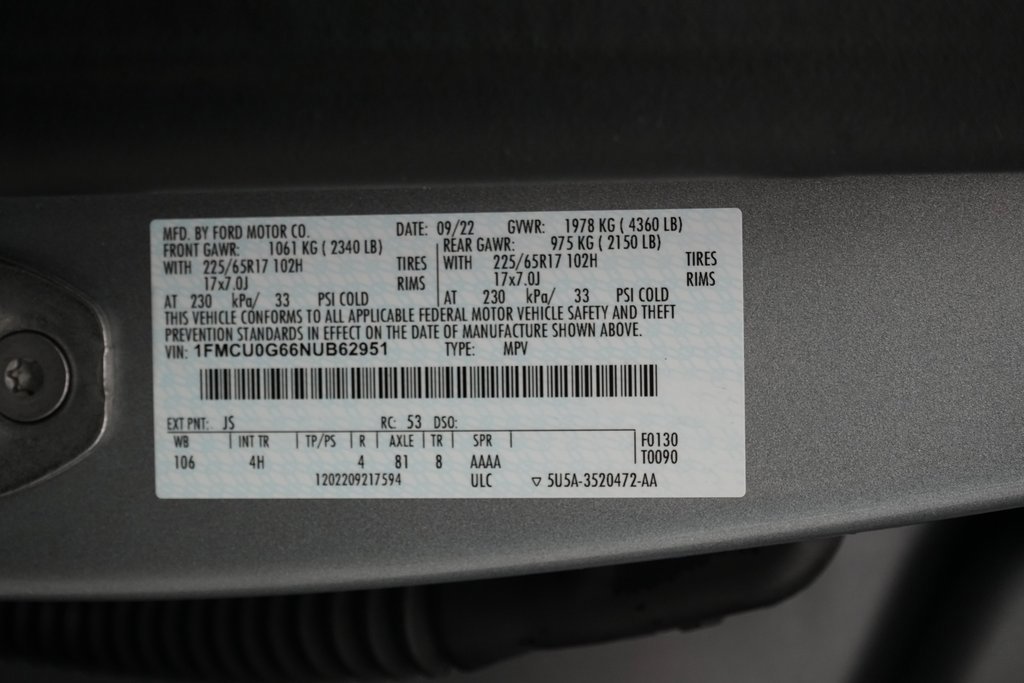 MFD. BY FORD MOTOR CO. DATE: 09/22 GVWR: 1978 KG ( 4360 LB)
FRONT GAWR: 1061 KG ( 2340 LB) REAR GAWR: 975 KG ( 2150 LB)
WITH 225/65R17 102H TIRES WITH 225/65R17 102H TIRES
17x7.0J RIMS 17x7.0J RIMS
AT 230 kPa/ 33 PSI COLD AT 230 kPa/ 33 PSI COLD
THIS VEHICLE CONFORMS TO ALL APPLICABLE FEDERAL MOTOR VEHICLE SAFETY AND THEFT
PREVENTION STANDARDS IN EFFECT ON THE DATE OF MANUFACTURE SHOWN ABOVE.
VIN: 1FMCU0G66NUB62951 TYPE: MPV
EXT PNT: JS RC: 53 DSO:
WB INT TR TP/PS R AXLE TR SPR F0130
106 4H 4 81 8 AAAA T0090
1202209217594 ULC ▽ 5U5A-3520472-AA